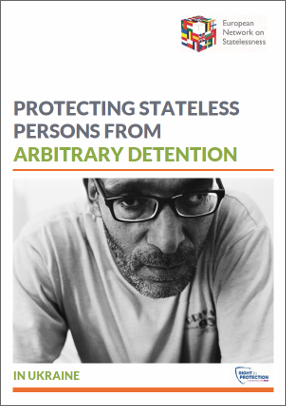 European
Network on
Statelessness
PROTECTING STATELESS
PERSONS FROM
ARBITRARY DETENTION
IN UKRAINE
RIGHT to
PROTECTION